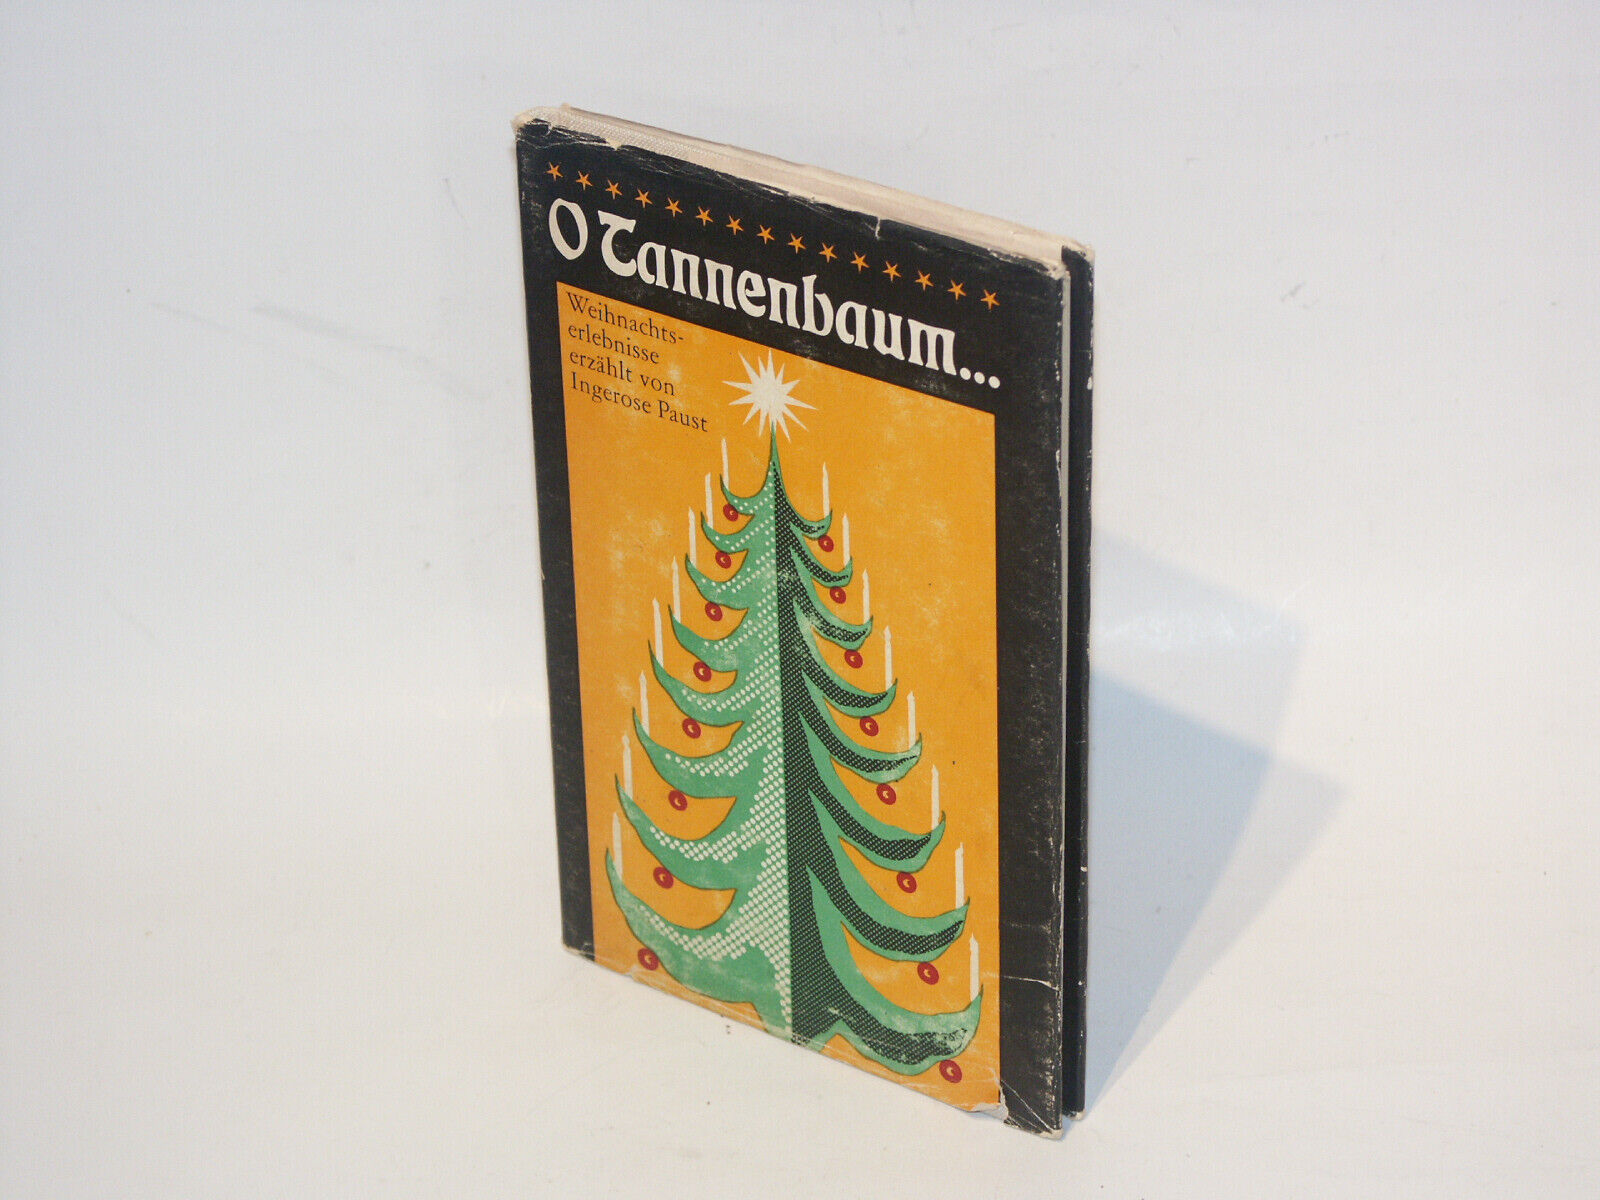 O Tannenbaum...
Weihnachts-
erlebnisse
erzählt von
Ingerose Paust